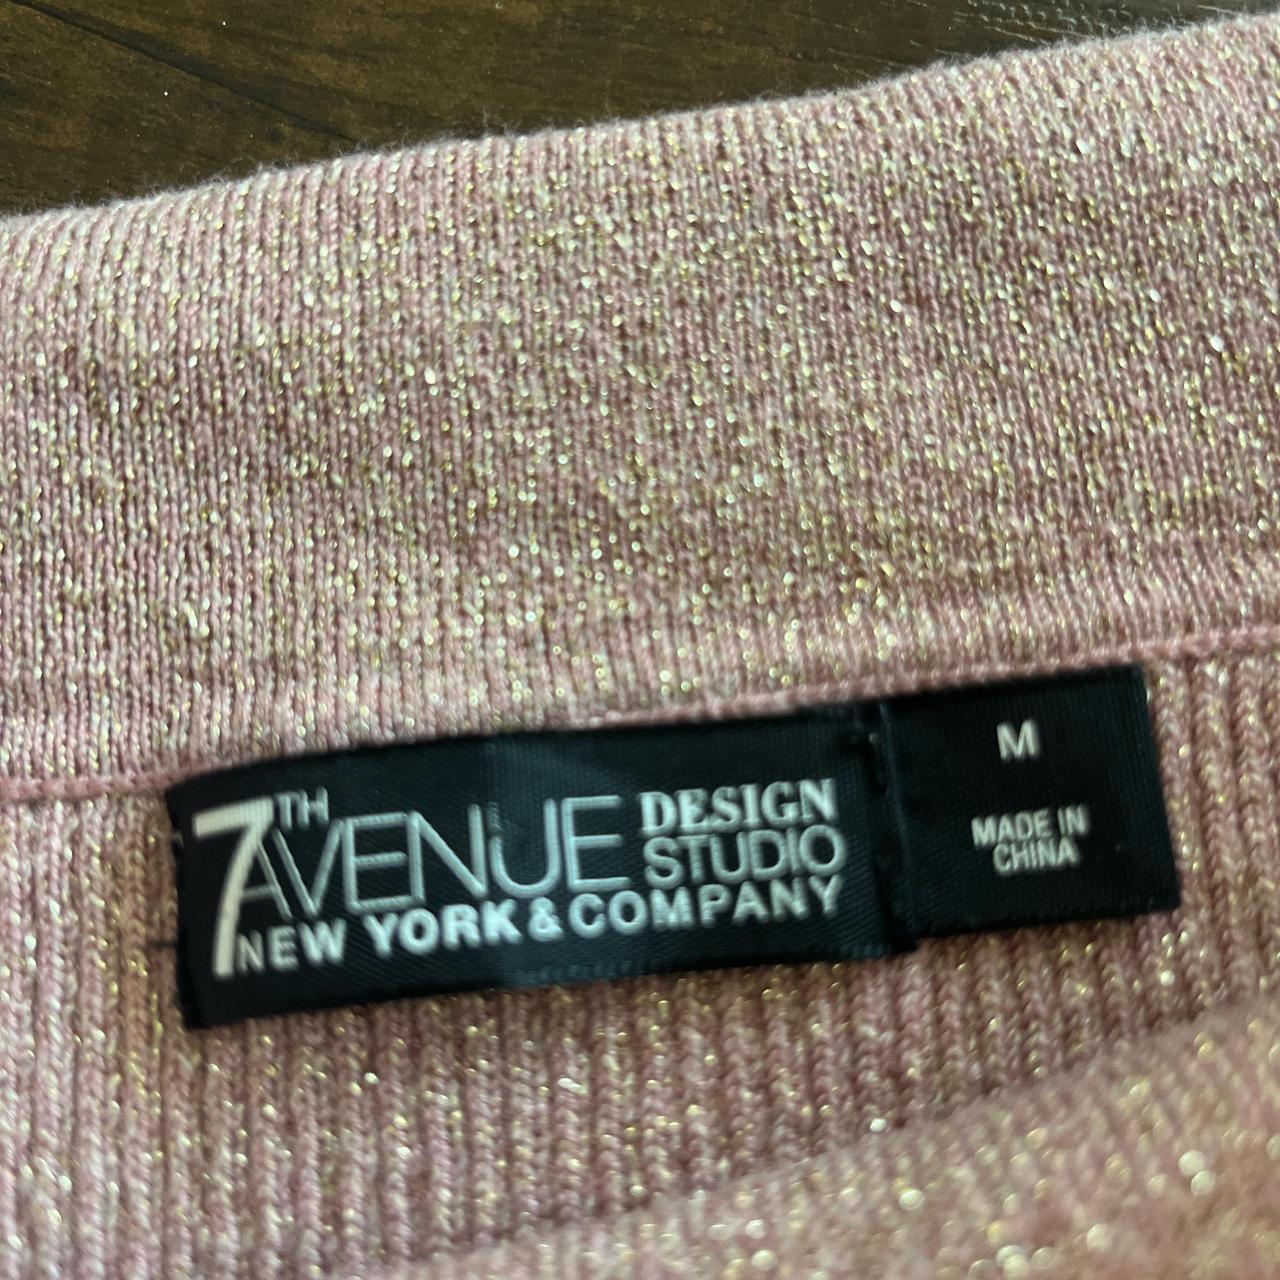 7TH AVENUE DESIGN STUDIO
NEW YORK & COMPANY
M
MADE IN
CHINA